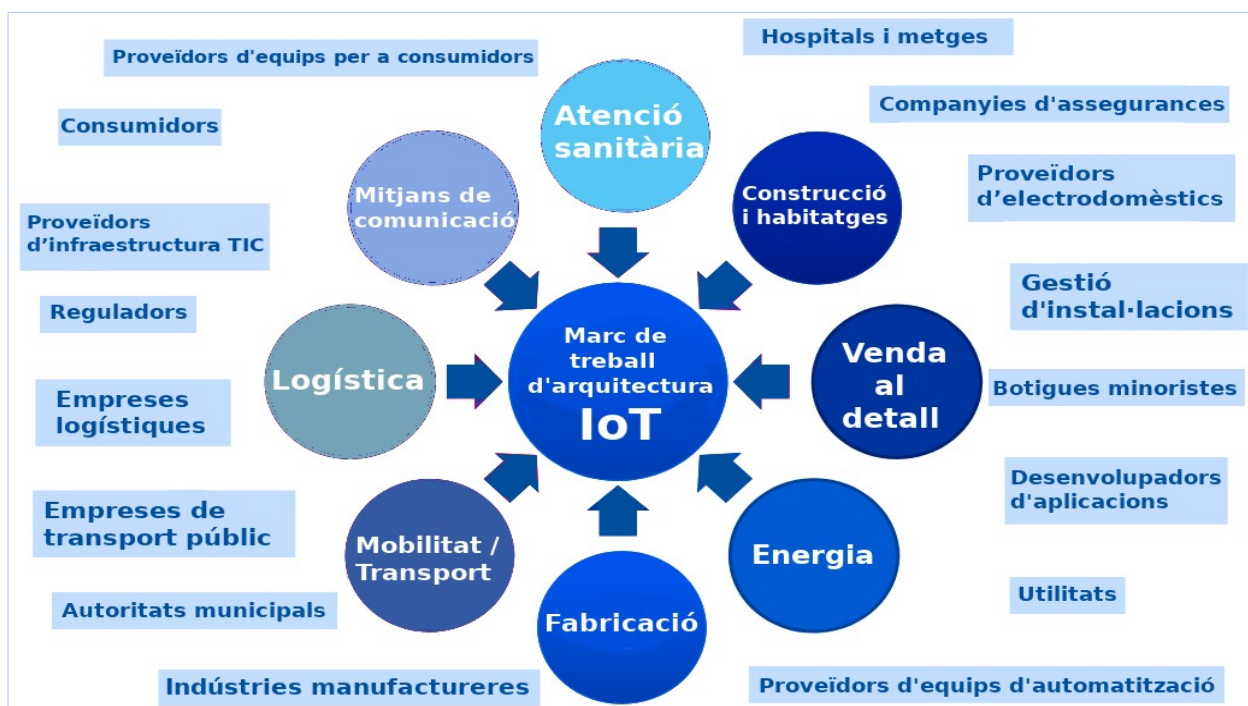 Hospitals i metges
Proveïdors d'equips per a consumidors
Companyies d'assegurances
Consumidors
Atenció
sanitària
Proveïdors
d’electrodomèstics
Mitjans de
comunicació
Construcció
i habitatges
Proveïdors
d’infraestructura TIC
Gestió
d'instal·lacions
Reguladors
Marc de
treball
d'arquitectura
IoT
Logística
Venda
al
detall
Botigues minoristes
Empreses
logístiques
Desenvolupadors
d'aplicacions
Empreses de
transport públic
Mobilitat /
Transport
Energia
Utilitats
Autoritats municipals
Fabricació
Indústries manufactureres
Proveïdors d'equips d'automatització